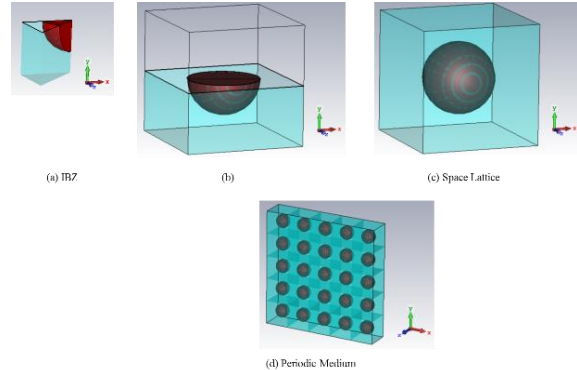 y
x
z
y
x
z
y
x
z
(a) IBZ
(b)
(c) Space Lattice
y
x
z
(d) Periodic Medium